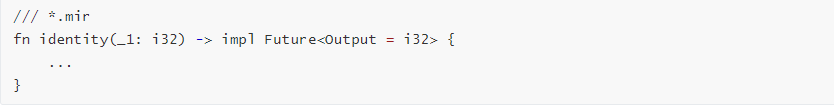 /// *.mir
fn identity(_1: i32) -> impl Future<Output = i32> {
    ...
}